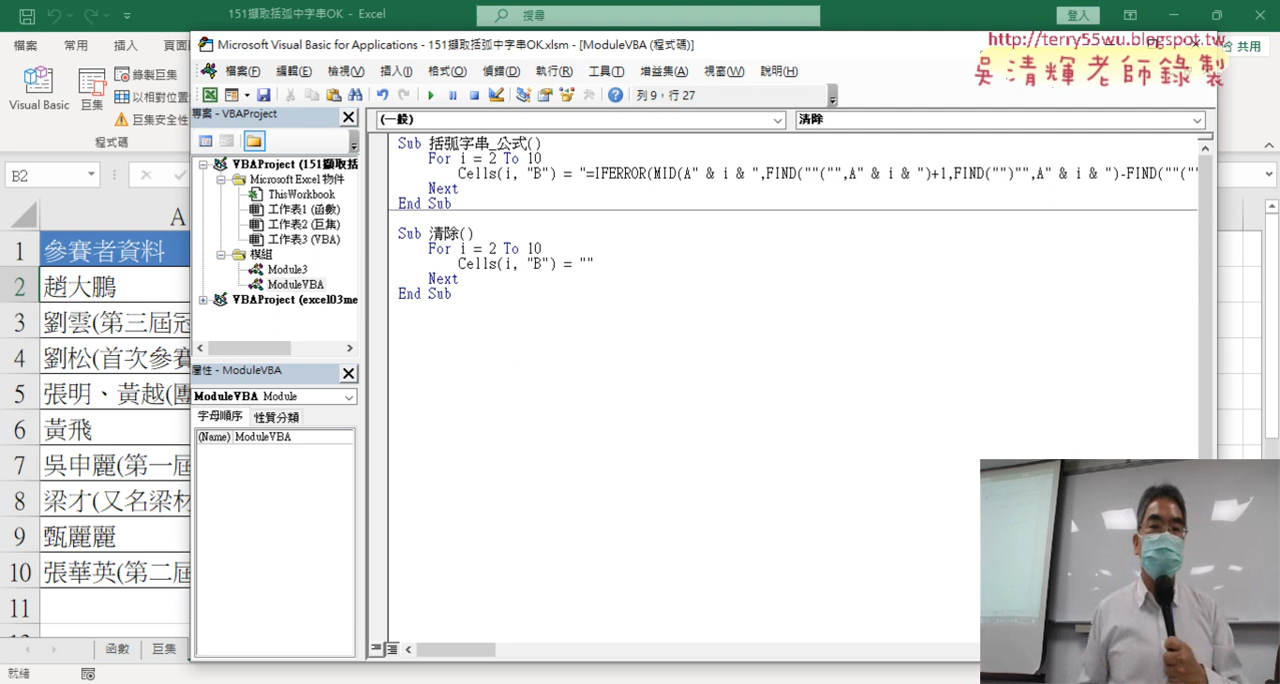 151擷取括弧中字串OK - Excel
搜尋
登入
檔案 常用 插入 頁面
共用
Visual Basic
巨集
錄製巨集
以相對位置
巨集安全性
程式碼
B2
A
1 參賽者資料
2 趙大鵬
3 劉雲(第三屆冠
4 劉松(首次參賽
5 張明、黃越(團
6 黃飛
7 吳申麗(第一屆
8 梁才(又名梁材
9 甄麗麗
10 張華英(第二屆
11
函數 巨集
就緒
Microsoft Visual Basic for Applications - 151擷取括弧中字串OK.xlsm - [ModuleVBA (程式碼)]
檔案(F) 編輯(E) 檢視(V) 插入(I) 格式(O) 偵錯(D) 執行(R) 工具(T) 增益集(A) 視窗(W) 說明(H)
列 9，行 27
專案 - VBAProject
VBAProject (151擷取括
Microsoft Excel 物件
ThisWorkbook
工作表1 (函數)
工作表2 (巨集)
工作表3 (VBA)
模組
Module3
ModuleVBA
VBAProject (excel03me
屬性 - ModuleVBA
ModuleVBA Module
字母順序 性質分類
(Name) ModuleVBA
(一般) 清除
Sub 括弧字串_公式()
For i = 2 To 10
Cells(i, "B") = "=IFERROR(MID(A" & i & ",FIND(""("",A" & i & ")+1,FIND("")"",A" & i & ")-FIND(""(""
Next
End Sub
Sub 清除()
For i = 2 To 10
Cells(i, "B") = ""
Next
End Sub
http://terry55wu.blogspot.tw
吳清輝老師錄製